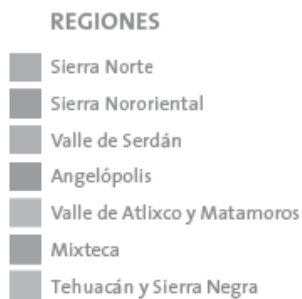 REGIONES
Sierra Norte
Sierra Nororiental
Valle de Serdán
Angelópolis
Valle de Atlixco y Matamoros
Mixteca
Tehuacán y Sierra Negra